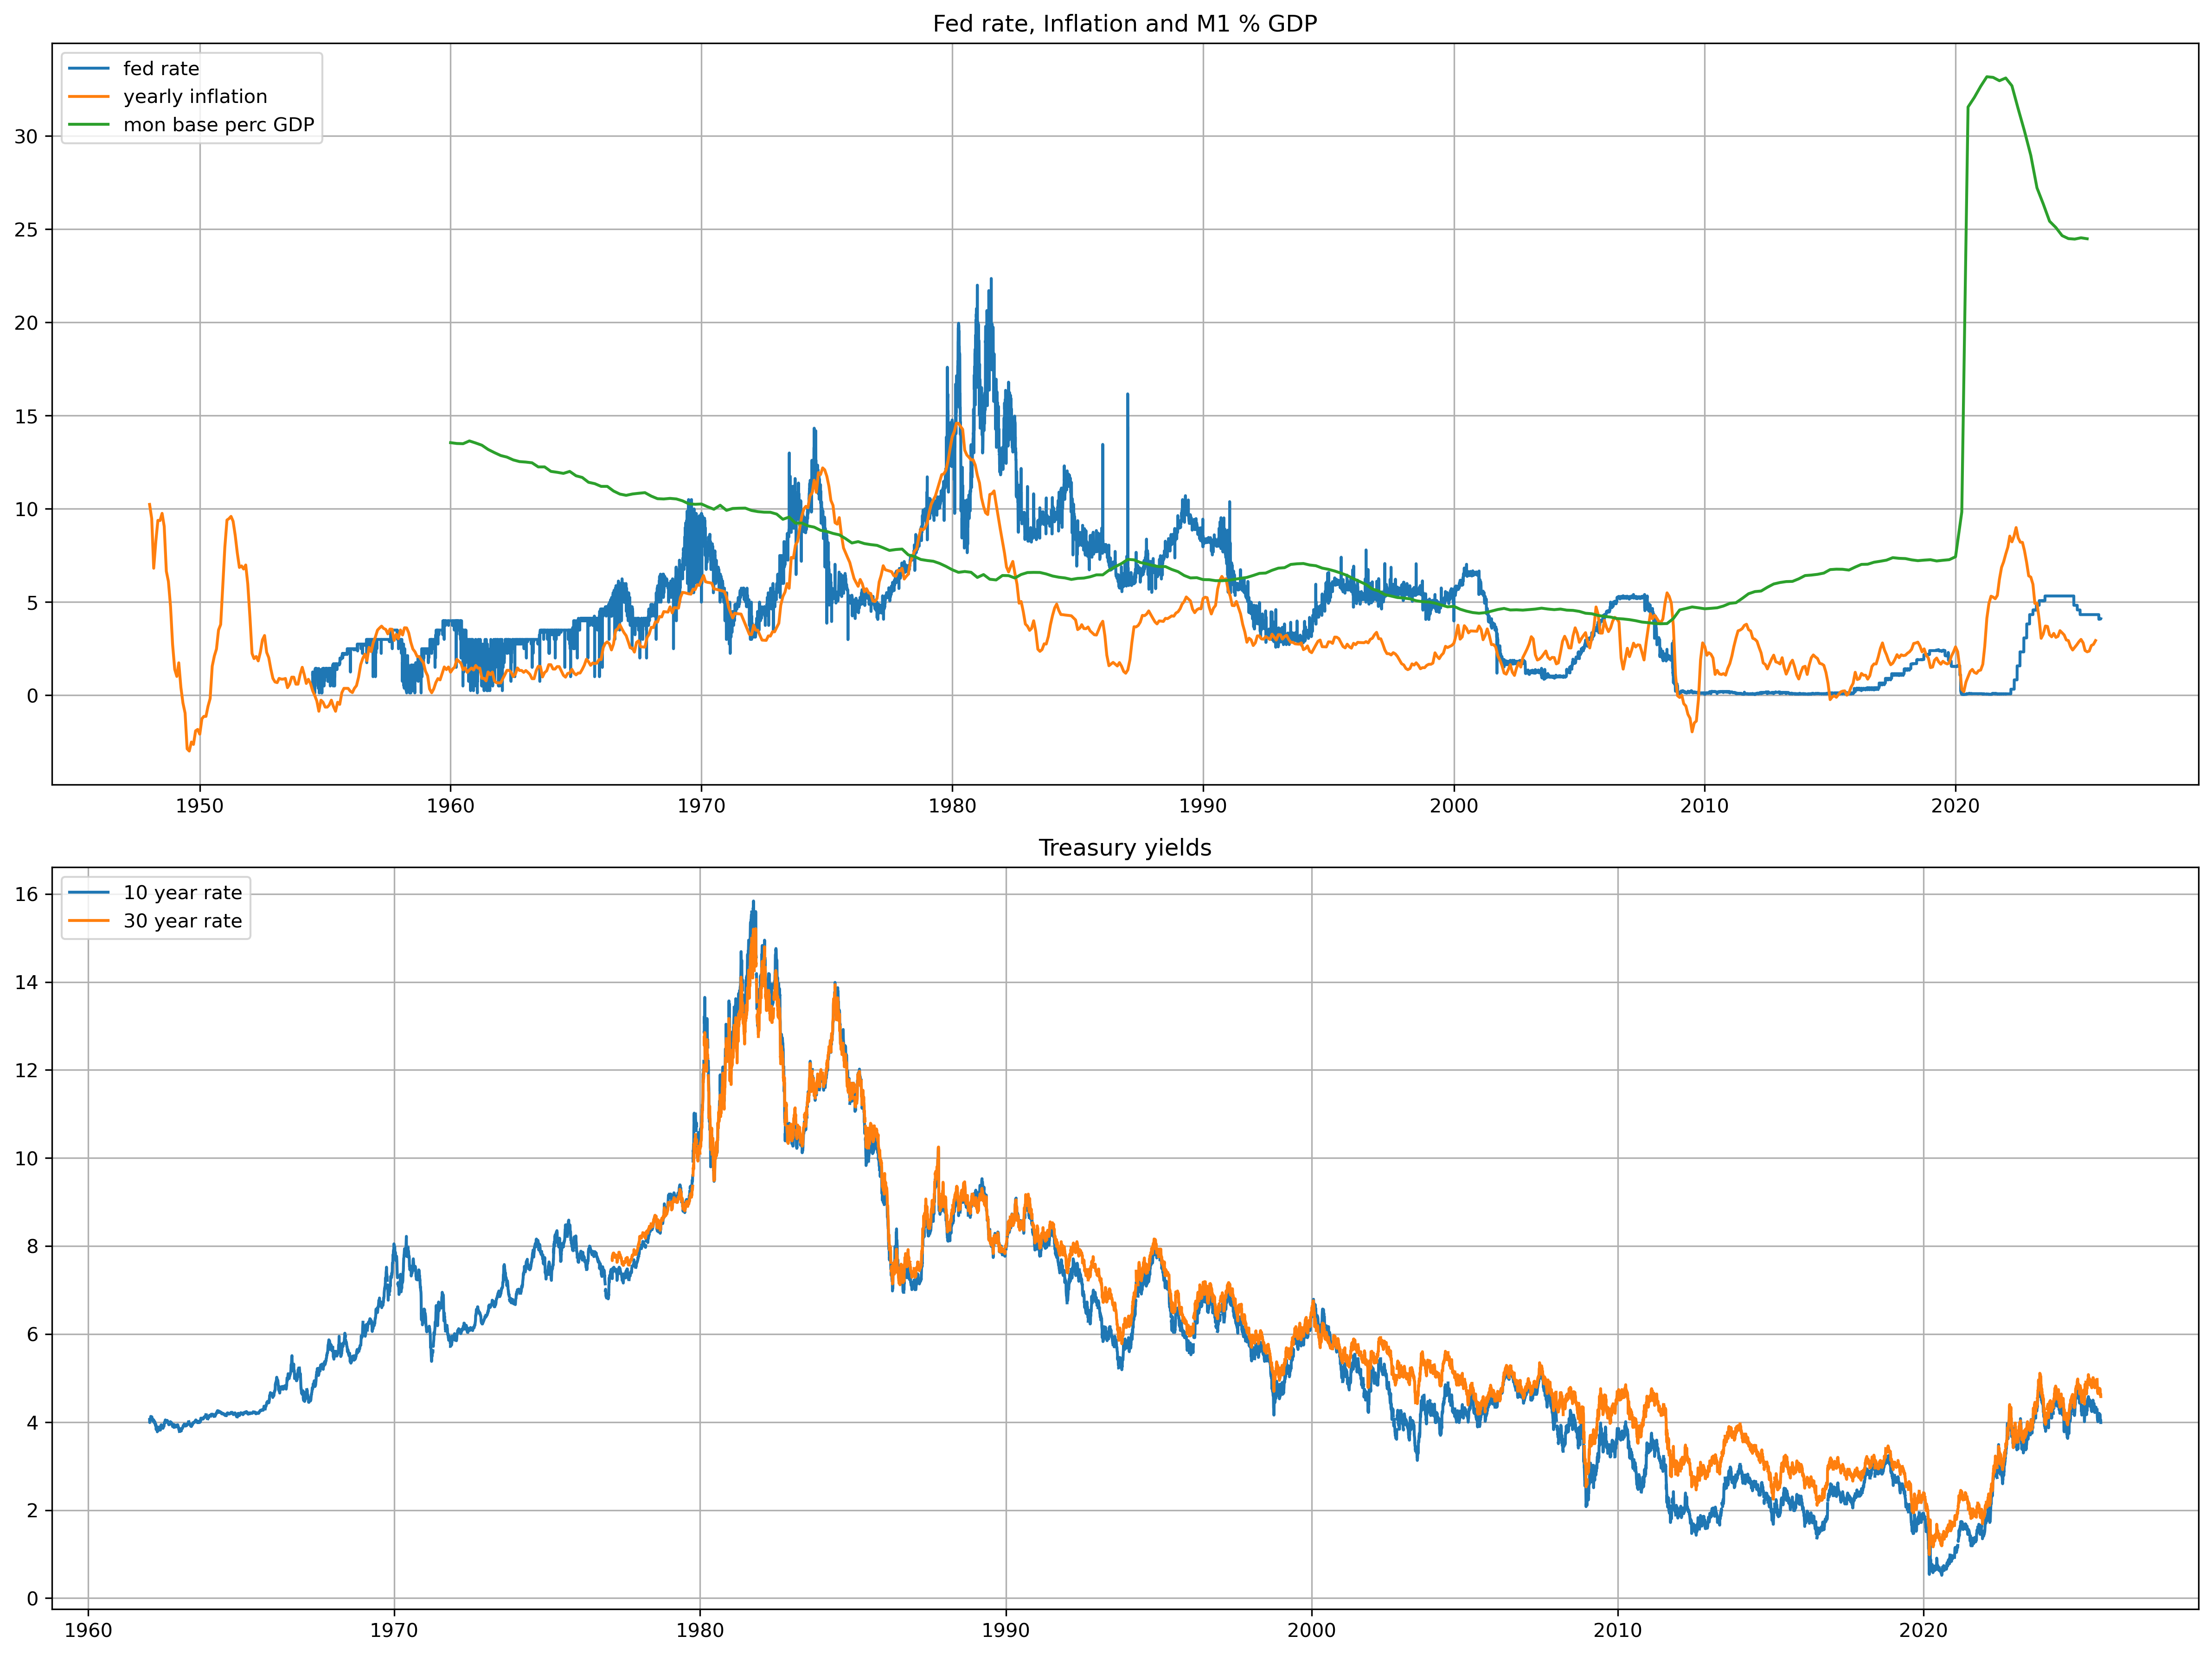 Fed rate, Inflation and M1 % GDP
fed rate
yearly inflation
mon base perc GDP
30
25
20
15
10
5
0
1950 1960 1970 1980 1990 2000 2010 2020
Treasury yields
10 year rate
30 year rate
16
14
12
10
8
6
4
2
0
1960 1970 1980 1990 2000 2010 2020